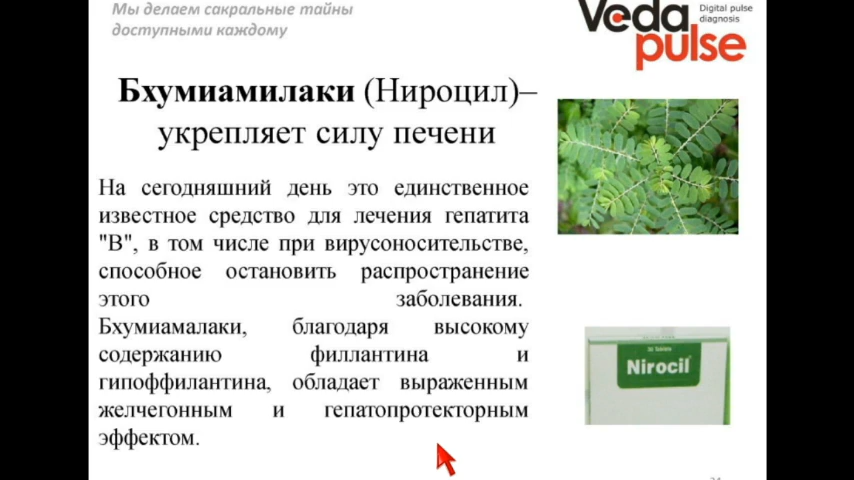 Мы делаем сакральные тайны
доступными каждому
Veda
pulse
Digital pulse
diagnosis
Бхумиамилаки (Нироцил)–
укрепляет силу печени
На сегодняшний день это единственное
известное средство для лечения гепатита
"В", в том числе при вирусоносительстве,
способное остановить распространение
этого заболевания.
Бхумиамалаки, благодаря высокому
содержанию филлантина и
гипоффилантина, обладает выраженным
желчегонным и гепатопротекторным
эффектом.
Nirocil